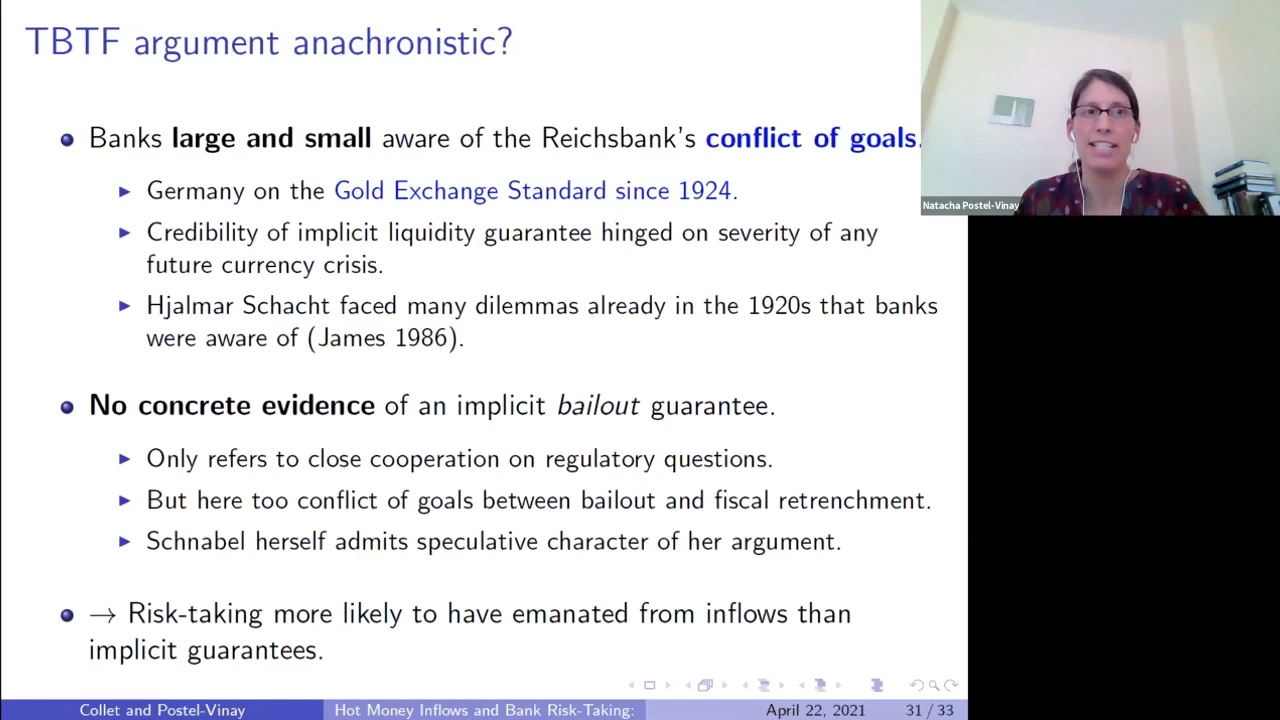 TBTF argument anachronistic?
Banks large and small aware of the Reichsbank's conflict of goals.
Germany on the Gold Exchange Standard since 1924.
Credibility of implicit liquidity guarantee hinged on severity of any
future currency crisis.
Hjalmar Schacht faced many dilemmas already in the 1920s that banks
were aware of (James 1986).
No concrete evidence of an implicit bailout guarantee.
Only refers to close cooperation on regulatory questions.
But here too conflict of goals between bailout and fiscal retrenchment.
Schnabel herself admits speculative character of her argument.
→ Risk-taking more likely to have emanated from inflows than
implicit guarantees.
Collet and Postel-Vinay
Hot Money Inflows and Bank Risk-Taking:
April 22, 2021
31 / 33
Natacha Postel-Vinay